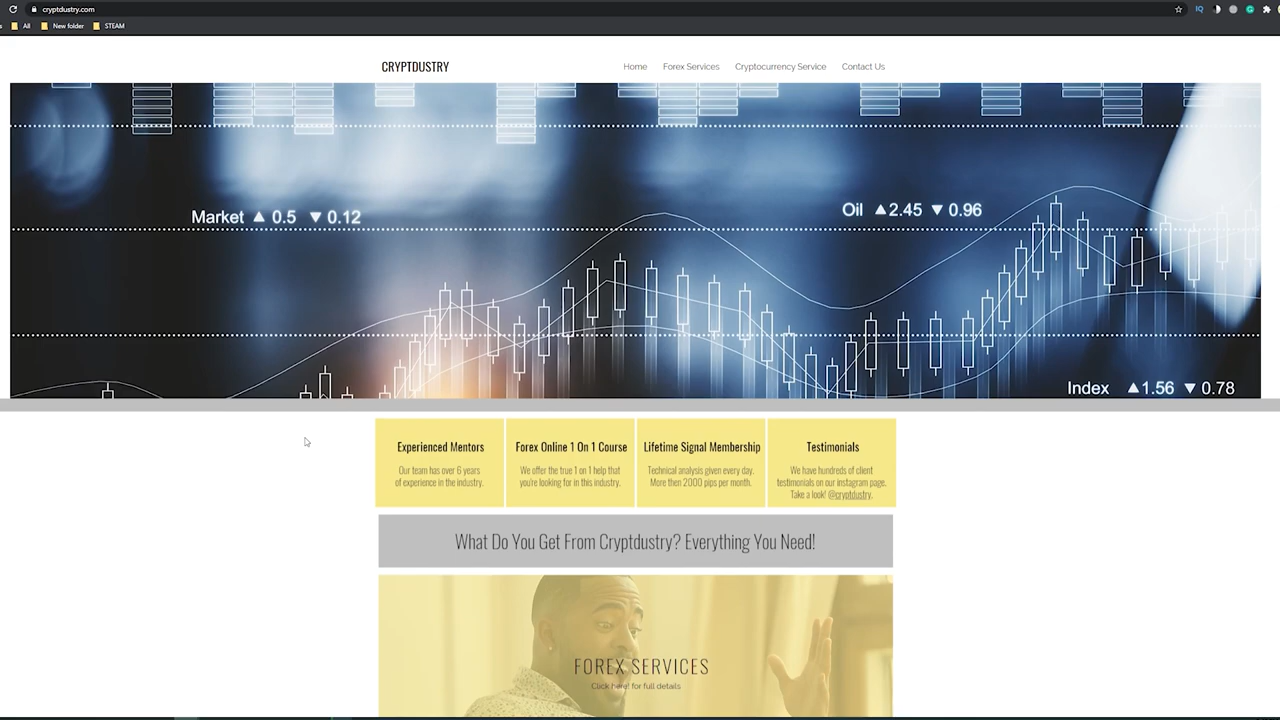 cryptdustry.com
All
New folder
STEAM
CRYPTDUSTRY
Home
Forex Services
Cryptocurrency Service
Contact Us
Market ▲ 0.5 ▼ 0.12
Oil ▲2.45 ▼ 0.96
Index ▲1.56 ▼ 0.78
Experienced Mentors
Our team has over 6 years
of experience in the industry.
Forex Online 1 On 1 Course
We offer the true 1 on 1 help that
you're looking for in this industry.
Lifetime Signal Membership
Technical analysis given every day.
More then 2000 pips per month.
Testimonials
We have hundreds of client
testimonials on our instagram page.
Take a look! @cryptdustry.
What Do You Get From Cryptdustry? Everything You Need!
FOREX SERVICES
Click here! for full details